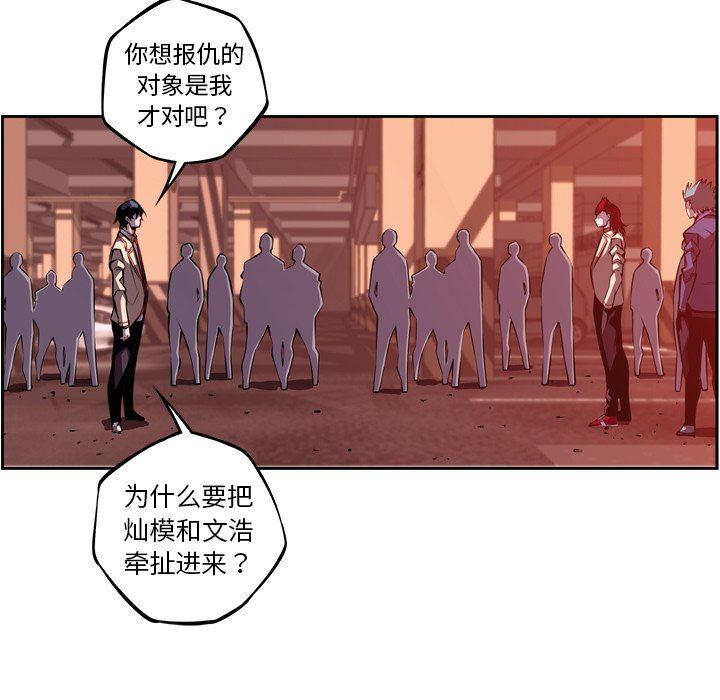 你想报仇的
对象是我
才对吧？
为什么要把
灿模和文浩
牵扯进来？